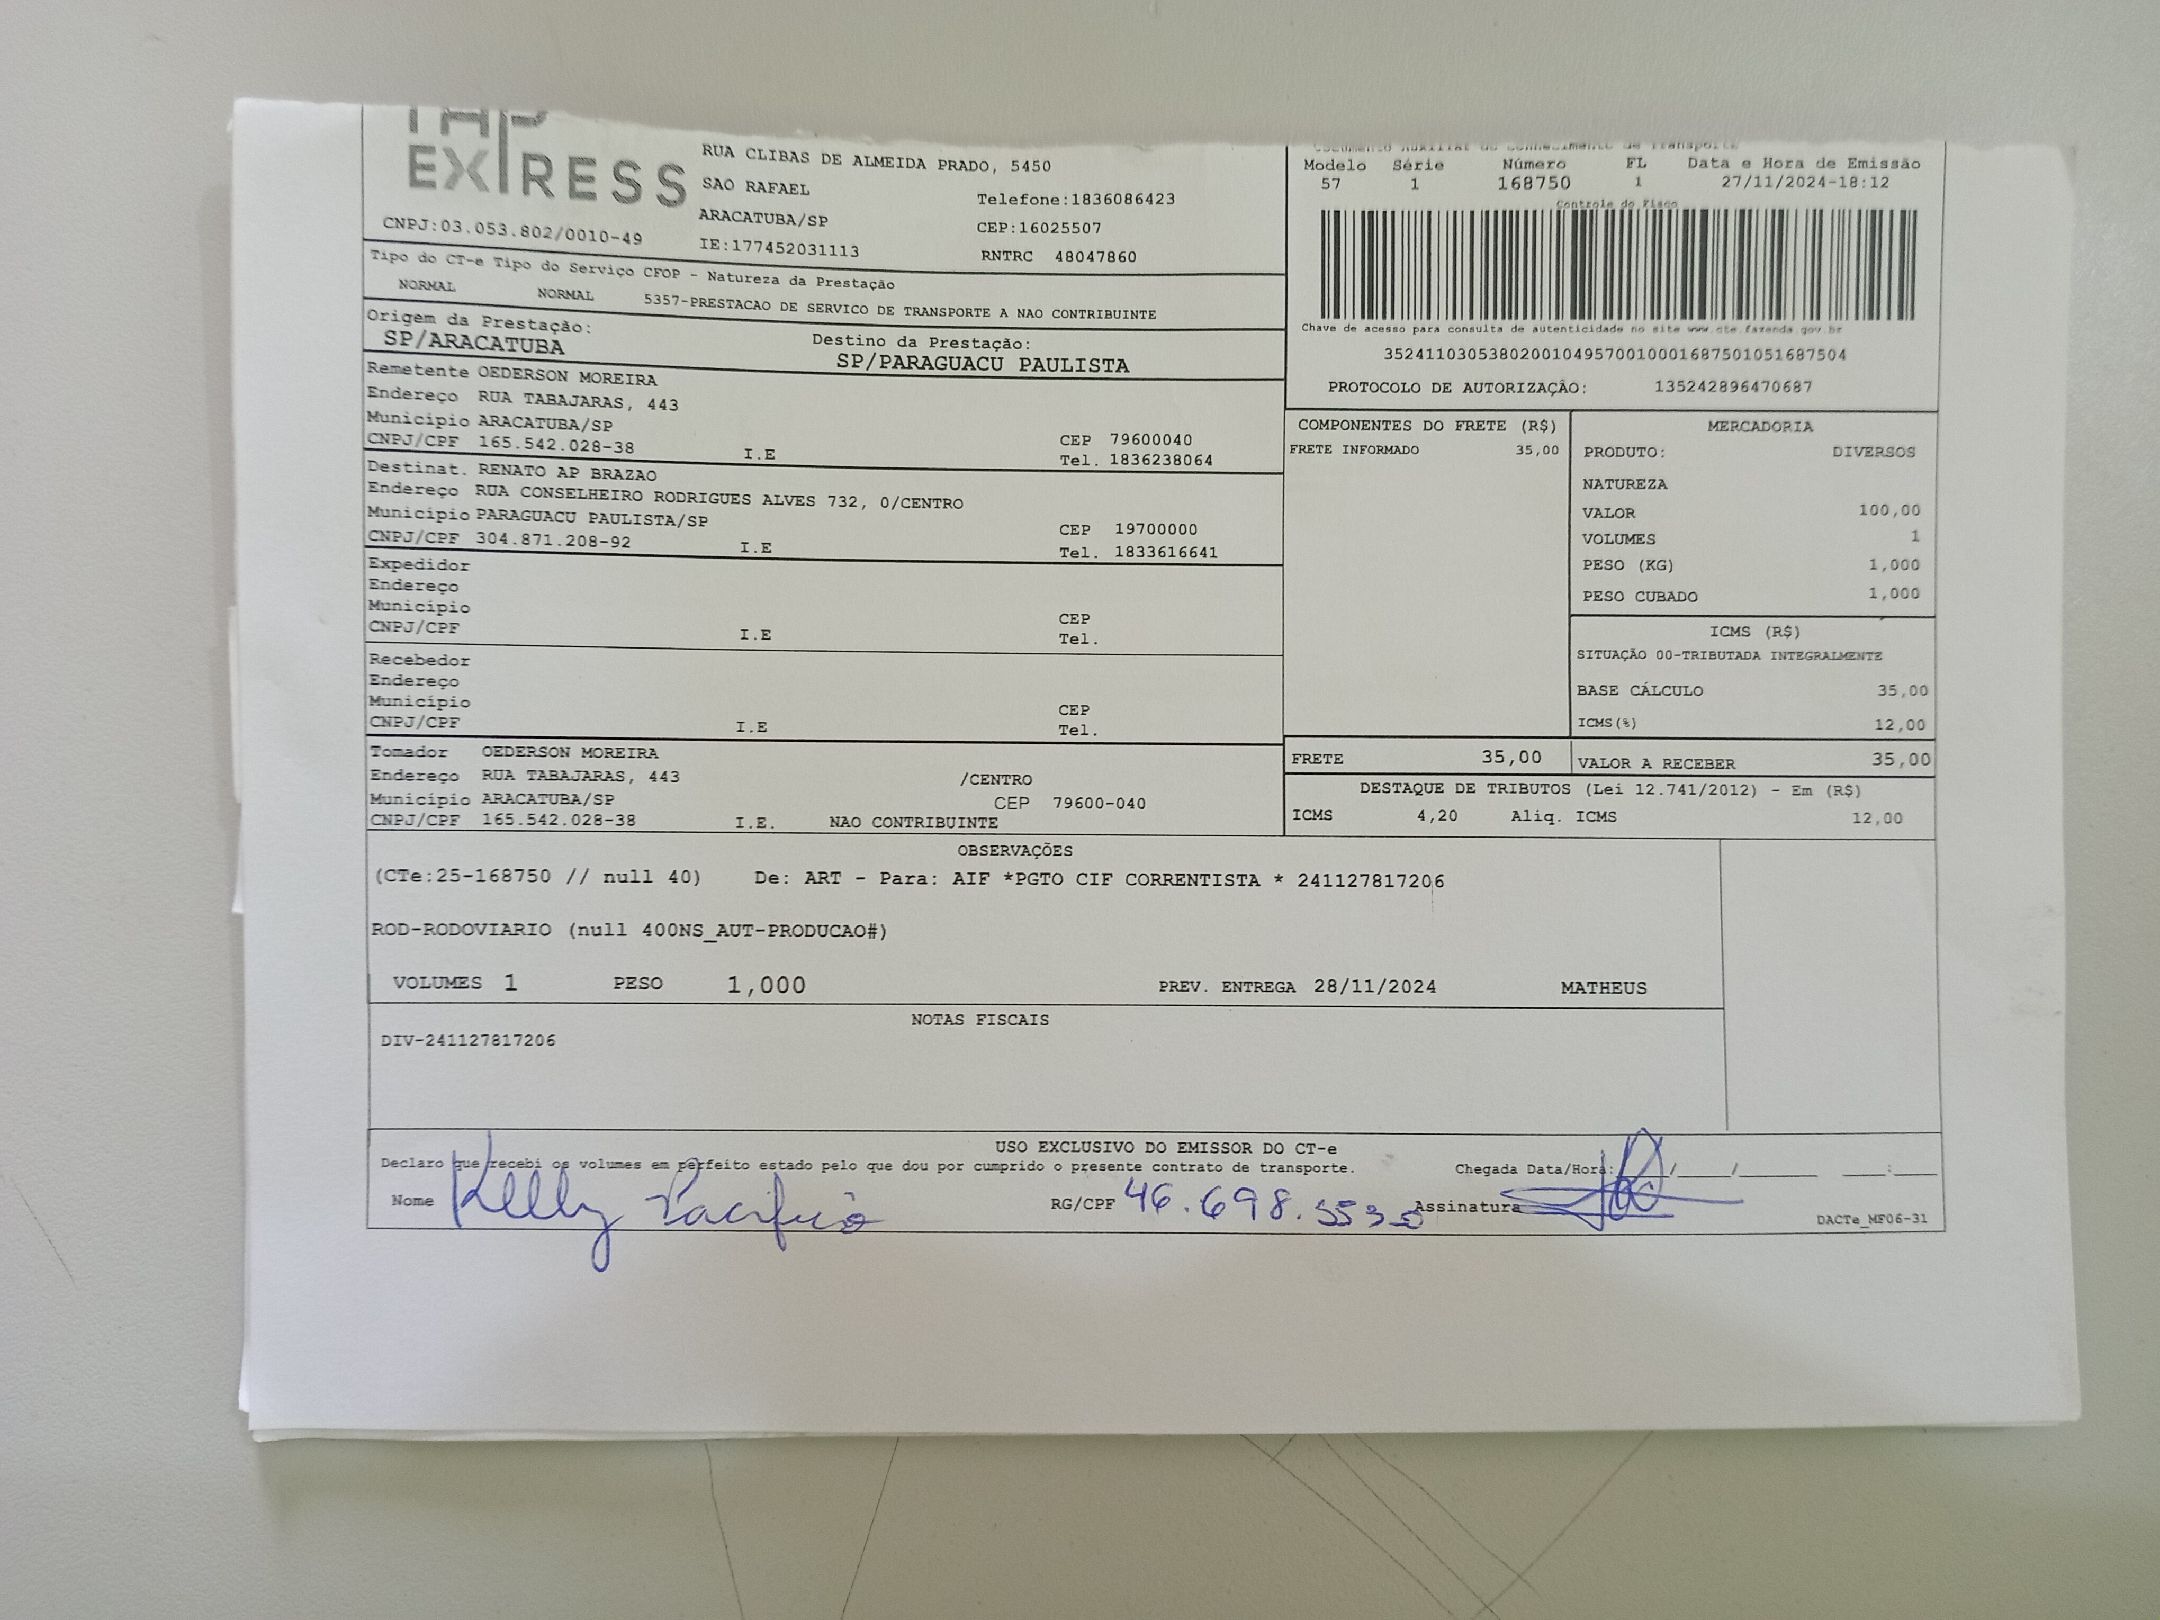 TAP
EXPRESS
CNPJ:03.053.802/0010-49
RUA CLIBAS DE ALMEIDA PRADO, 5450
SAO RAFAEL
ARACATUBA/SP
IE:177452031113
Telefone:1836086423
CEP:16025507
RNTRC 48047860
Documento Auxiliar do Conhecimento de Transporte
Modelo Série Número FL Data e Hora de Emissão
57 1 168750 1 27/11/2024-18:12
Controle do Fisco
Chave de acesso para consulta de autenticidade no site www.cte.fazenda.gov.br
35241103053802001049570010001687501051687504
PROTOCOLO DE AUTORIZAÇÃO: 135242896470687
Tipo do CT-e Tipo do Serviço CFOP - Natureza da Prestação
NORMAL NORMAL 5357-PRESTACAO DE SERVICO DE TRANSPORTE A NAO CONTRIBUINTE
Origem da Prestação: Destino da Prestação:
SP/ARACATUBA SP/PARAGUACU PAULISTA
Remetente OEDERSON MOREIRA
Endereço RUA TABAJARAS, 443
Município ARACATUBA/SP CEP 79600040
CNPJ/CPF 165.542.028-38 I.E Tel. 1836238064
Destinat. RENATO AP BRAZAO
Endereço RUA CONSELHEIRO RODRIGUES ALVES 732, 0/CENTRO
Município PARAGUACU PAULISTA/SP CEP 19700000
CNPJ/CPF 304.871.208-92 I.E Tel. 1833616641
Expedidor
Endereço
Município CEP
CNPJ/CPF I.E Tel.
Recebedor
Endereço
Município CEP
CNPJ/CPF I.E Tel.
Tomador OEDERSON MOREIRA
Endereço RUA TABAJARAS, 443 /CENTRO
Município ARACATUBA/SP CEP 79600-040
CNPJ/CPF 165.542.028-38 I.E. NAO CONTRIBUINTE
COMPONENTES DO FRETE (R$)
FRETE INFORMADO 35,00
MERCADORIA
PRODUTO: DIVERSOS
NATUREZA
VALOR 100,00
VOLUMES 1
PESO (KG) 1,000
PESO CUBADO 1,000
ICMS (R$)
SITUAÇÃO 00-TRIBUTADA INTEGRALMENTE
BASE CÁLCULO 35,00
ICMS(%) 12,00
FRETE 35,00 VALOR A RECEBER 35,00
DESTAQUE DE TRIBUTOS (Lei 12.741/2012) - Em (R$)
ICMS 4,20 Aliq. ICMS 12,00
OBSERVAÇÕES
(CTe:25-168750 // null 40) De: ART - Para: AIF *PGTO CIF CORRENTISTA * 241127817206
ROD-RODOVIARIO (null 400NS_AUT-PRODUCAO#)
VOLUMES 1 PESO 1,000 PREV. ENTREGA 28/11/2024 MATHEUS
NOTAS FISCAIS
DIV-241127817206
USO EXCLUSIVO DO EMISSOR DO CT-e
Declaro que recebi os volumes em perfeito estado pelo que dou por cumprido o presente contrato de transporte. Chegada Data/Hora: / / :
Nome Kelly Pacifico RG/CPF 46.698.553 Assinatura
DACTe_MF06-31